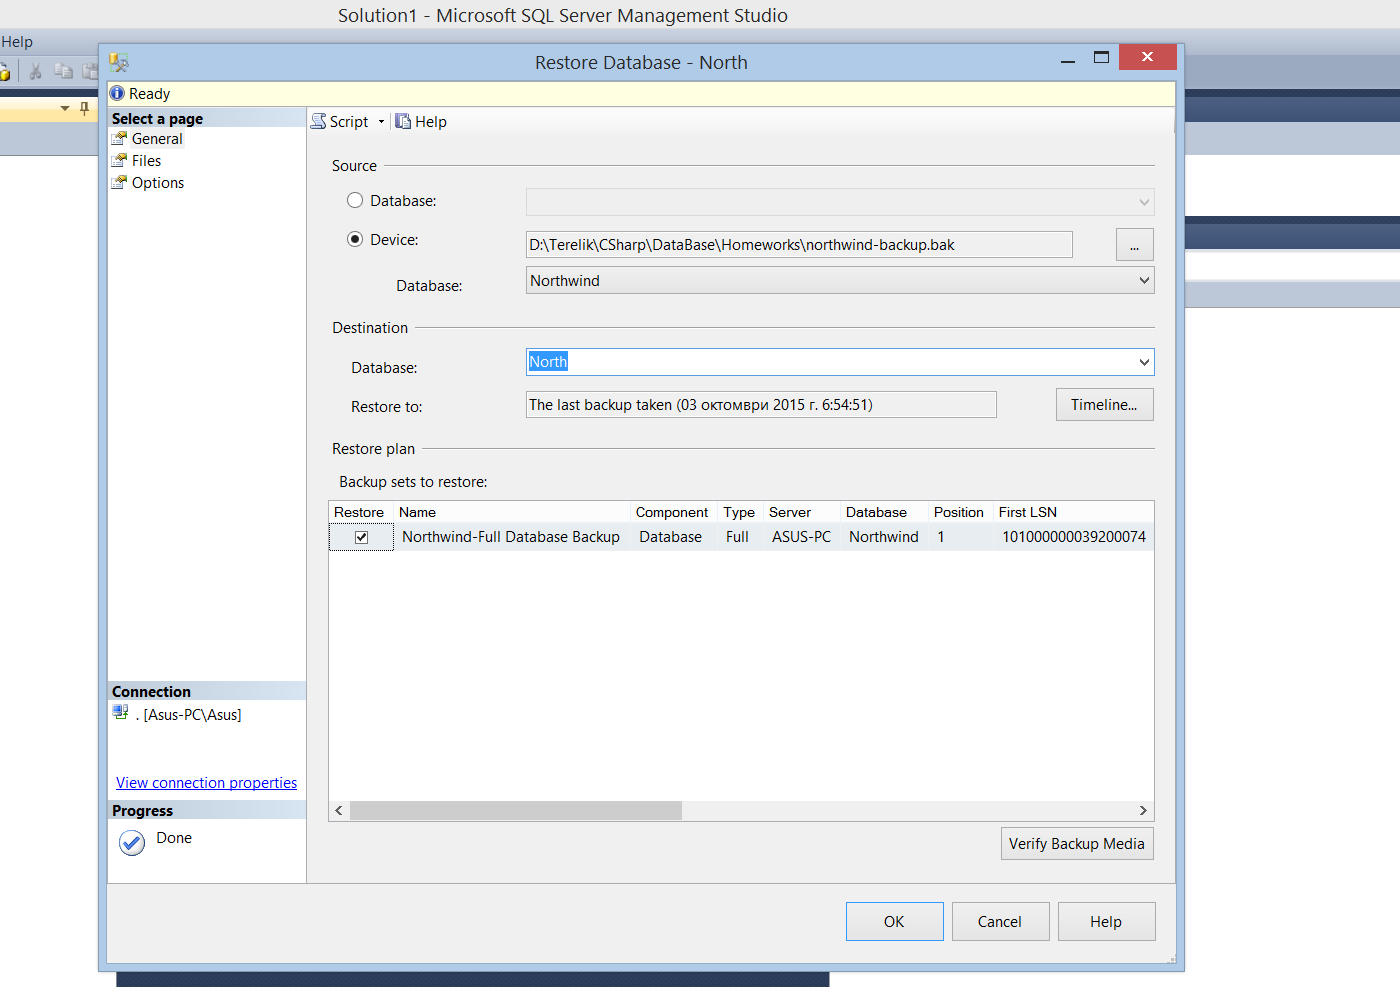 Solution1 - Microsoft SQL Server Management Studio
Help
Restore Database - North
Ready
Select a page
General
Files
Options
Script
Help
Source
Database:
Device:
D:\Terelik\CSharp\DataBase\Homeworks\northwind-backup.bak
...
Database:
Northwind
Destination
Database:
North
Restore to:
The last backup taken (03 октомври 2015 г. 6:54:51)
Timeline...
Restore plan
Backup sets to restore:
Restore Name Component Type Server Database Position First LSN
Northwind-Full Database Backup Database Full ASUS-PC Northwind 1 101000000039200074
Connection
. [Asus-PC\Asus]
View connection properties
Progress
Done
Verify Backup Media
OK
Cancel
Help